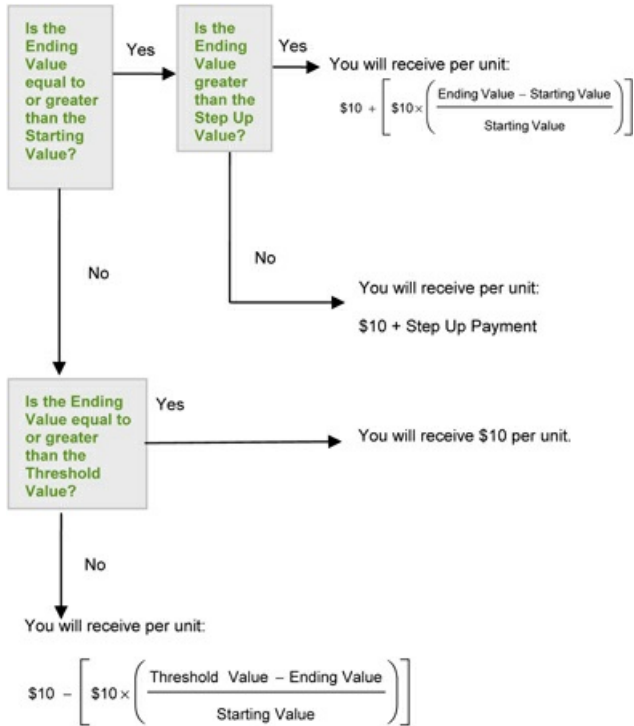 Is the
Ending
Value
equal to
or greater
than the
Starting
Value?
Yes
Is the
Ending
Value
greater
than the
Step Up
Value?
Yes
You will receive per unit:
$10 + [ $10 × ( Ending Value − Starting Value / Starting Value ) ]
No
No
You will receive per unit:
$10 + Step Up Payment
Is the Ending
Value equal to
or greater
than the
Threshold
Value?
Yes
You will receive $10 per unit.
No
You will receive per unit:
$10 − [ $10 × ( Threshold Value − Ending Value / Starting Value ) ]